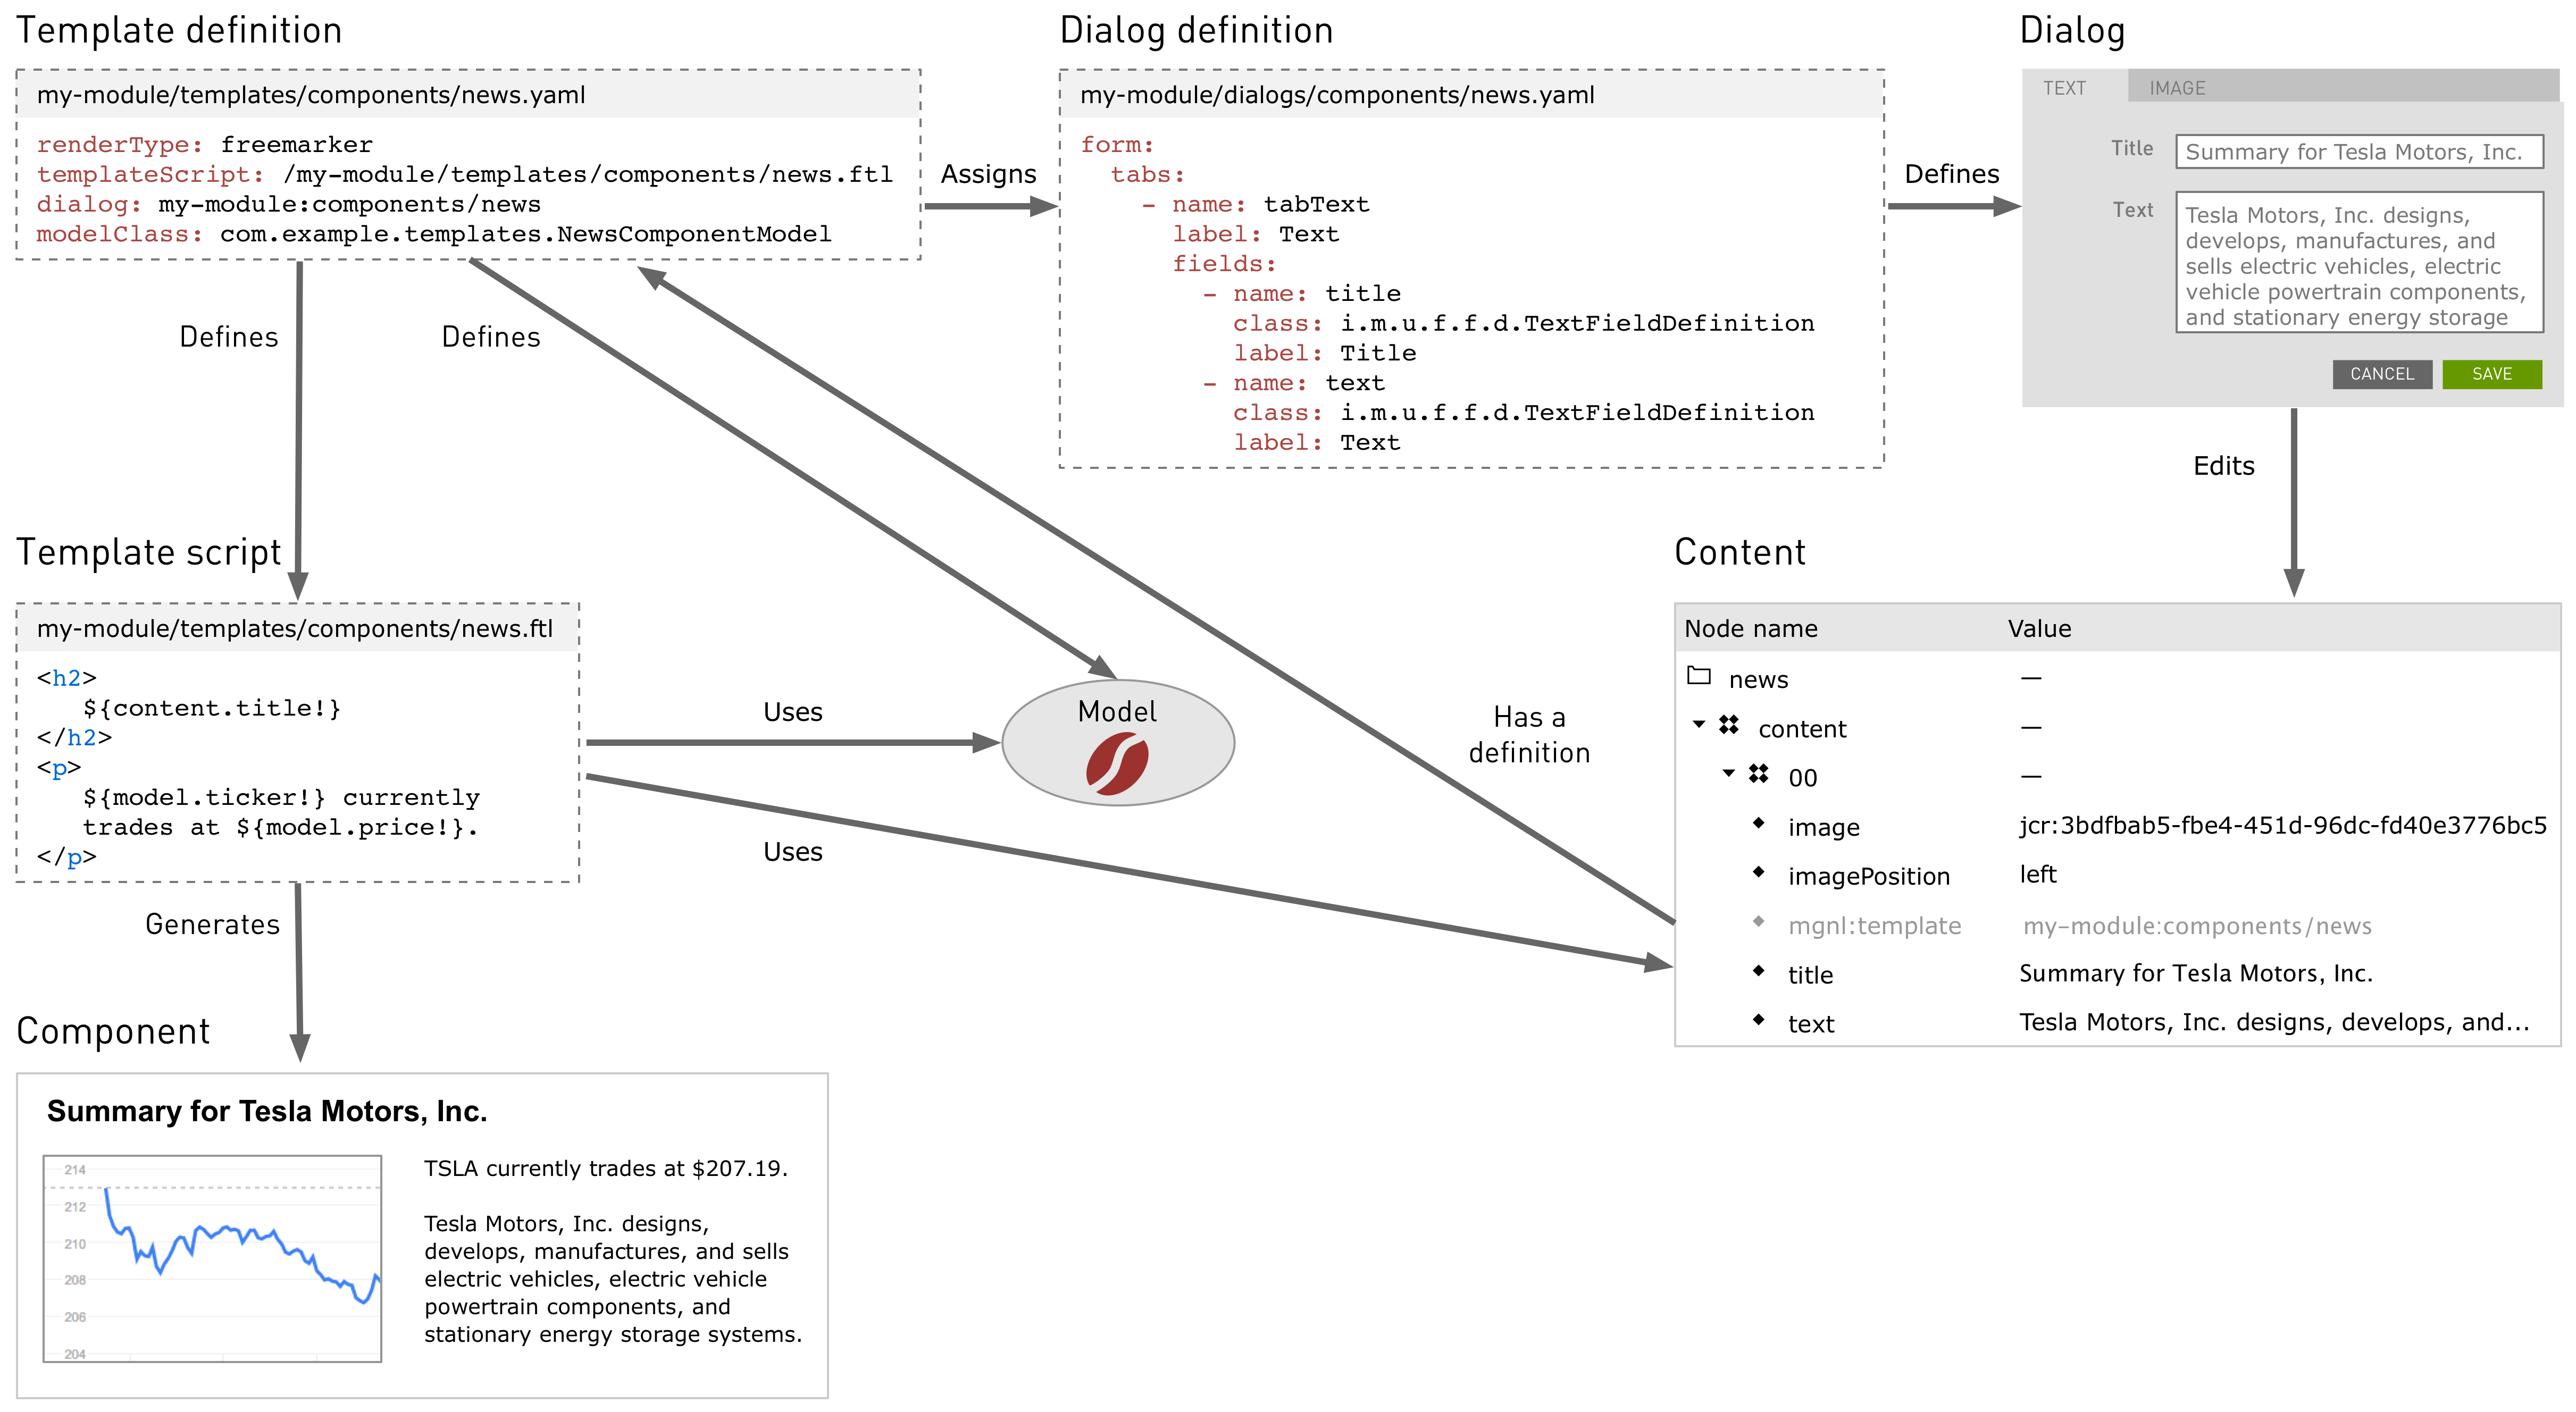 Template definition
my-module/templates/components/news.yaml
renderType: freemarker
templateScript: /my-module/templates/components/news.ftl
dialog: my-module:components/news
modelClass: com.example.templates.NewsComponentModel
Assigns
Dialog definition
my-module/dialogs/components/news.yaml
form:
tabs:
- name: tabText
label: Text
fields:
- name: title
class: i.m.u.f.f.d.TextFieldDefinition
label: Title
- name: text
class: i.m.u.f.f.d.TextFieldDefinition
label: Text
Defines
Dialog
TEXT
IMAGE
Title
Summary for Tesla Motors, Inc.
Text
Tesla Motors, Inc. designs,
develops, manufactures, and
sells electric vehicles, electric
vehicle powertrain components,
and stationary energy storage
CANCEL
SAVE
Defines
Defines
Edits
Template script
my-module/templates/components/news.ftl
<h2>
${content.title!}
</h2>
<p>
${model.ticker!} currently
trades at ${model.price!}.
</p>
Uses
Model
Uses
Has a
definition
Content
Node name
Value
news
—
content
—
00
—
image
jcr:3bdfbab5-fbe4-451d-96dc-fd40e3776bc5
imagePosition
left
mgnl:template
my-module:components/news
title
Summary for Tesla Motors, Inc.
text
Tesla Motors, Inc. designs, develops, and...
Generates
Component
Summary for Tesla Motors, Inc.
214
212
210
208
206
204
TSLA currently trades at $207.19.
Tesla Motors, Inc. designs,
develops, manufactures, and sells
electric vehicles, electric vehicle
powertrain components, and
stationary energy storage systems.